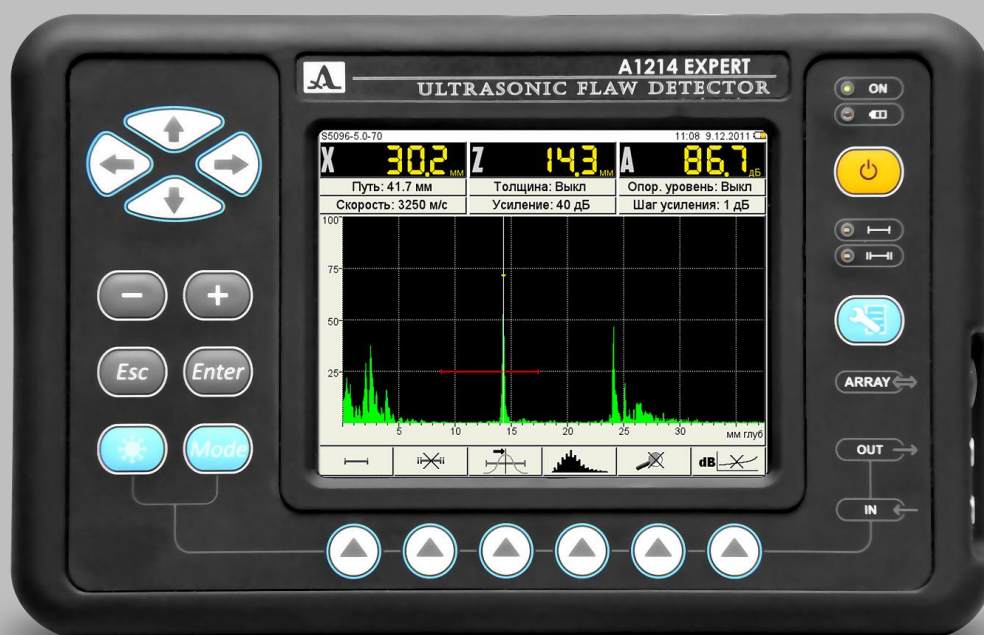 A1214 EXPERT
ULTRASONIC FLAW DETECTOR
S5096-5.0-70 11:08 9.12.2011
X 30.2 мм Z 14.3 мм A 86.7 дБ
Путь: 41.7 мм Толщина: Выкл Опор. уровень: Выкл
Скорость: 3250 м/с Усиление: 40 дБ Шаг усиления: 1 дБ
100
75
50
25
5 10 15 20 25 30 мм глуб
dB
ON
- +
Esc Enter
Mode
ARRAY
OUT
IN